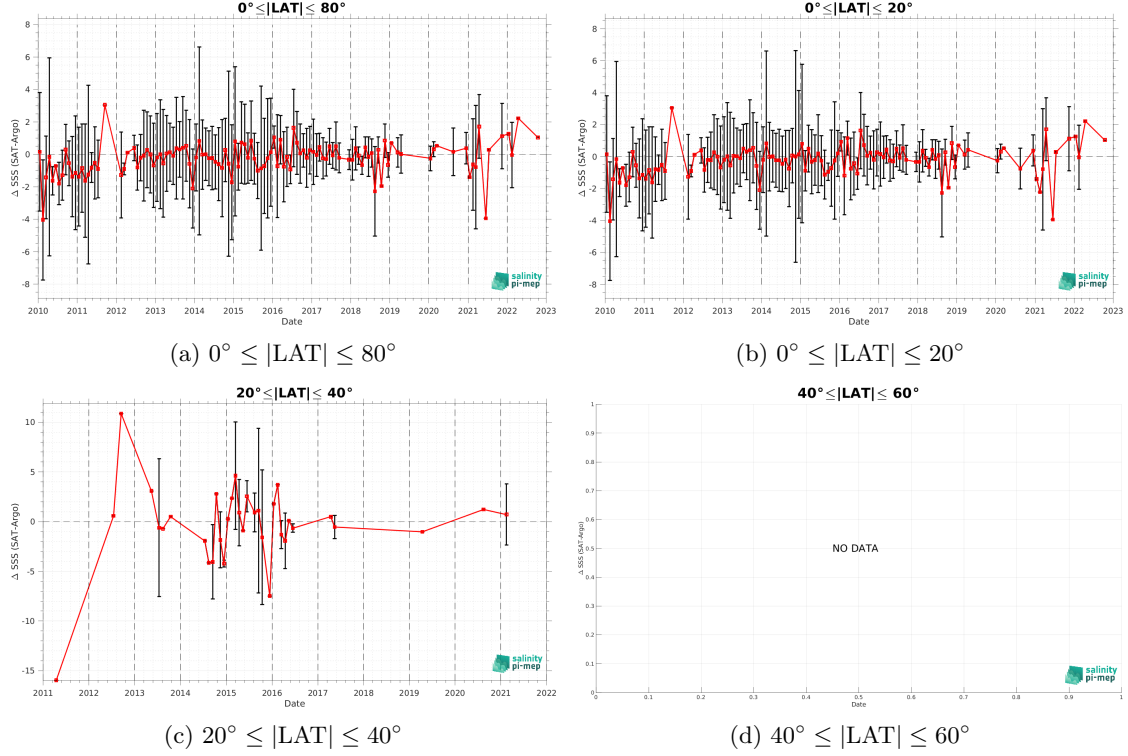 0°≤|LAT|≤ 80°
Δ SSS (SAT-Argo)
8
6
4
2
0
-2
-4
-6
-8
2010 2011 2012 2013 2014 2015 2016 2017 2018 2019 2020 2021 2022 2023
Date
salinity
pi-mep
(a) 0° ≤ |LAT| ≤ 80°
0°≤|LAT|≤ 20°
Δ SSS (SAT-Argo)
8
6
4
2
0
-2
-4
-6
-8
2010 2011 2012 2013 2014 2015 2016 2017 2018 2019 2020 2021 2022 2023
Date
salinity
pi-mep
(b) 0° ≤ |LAT| ≤ 20°
20°≤|LAT|≤ 40°
Δ SSS (SAT-Argo)
10
5
0
-5
-10
-15
2011 2012 2013 2014 2015 2016 2017 2018 2019 2020 2021 2022
Date
salinity
pi-mep
(c) 20° ≤ |LAT| ≤ 40°
40°≤|LAT|≤ 60°
Δ SSS (SAT-Argo)
1
0.9
0.8
0.7
0.6
0.5
0.4
0.3
0.2
0.1
0
NO DATA
0 0.1 0.2 0.3 0.4 0.5 0.6 0.7 0.8 0.9 1
Date
salinity
pi-mep
(d) 40° ≤ |LAT| ≤ 60°